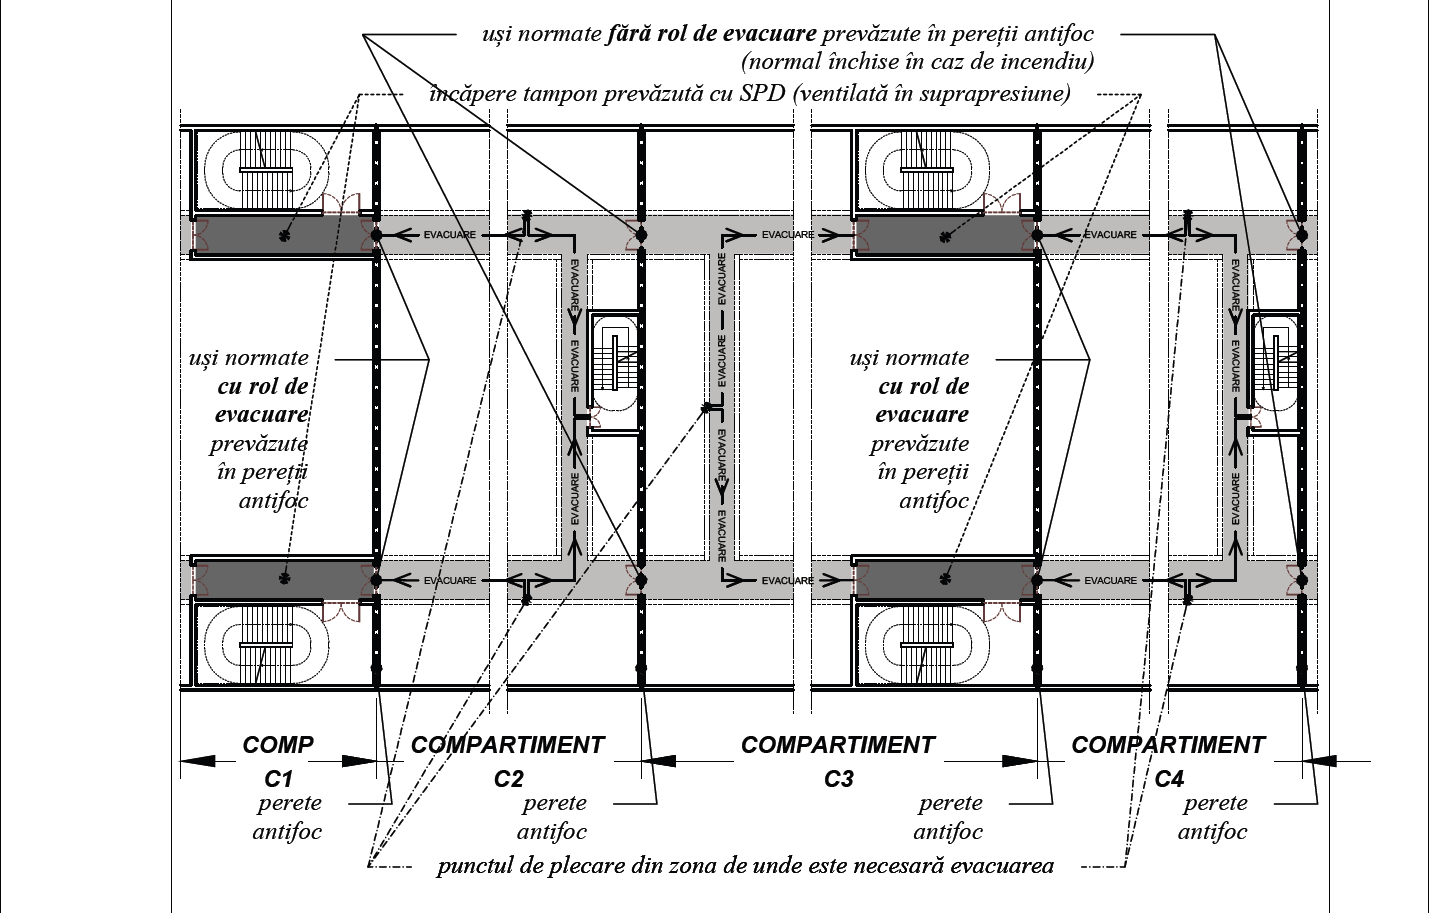 uși normate fără rol de evacuare prevăzute în pereții antifoc
(normal închise în caz de incendiu)
încăpere tampon prevăzută cu SPD (ventilată în suprapresiune)
EVACUARE
EVACUARE
EVACUARE
EVACUARE
EVACUARE
EVACUARE
EVACUARE
EVACUARE
EVACUARE
EVACUARE
uși normate
cu rol de
evacuare
prevăzute
în pereții
antifoc
uși normate
cu rol de
evacuare
prevăzute
în pereții
antifoc
EVACUARE
EVACUARE
EVACUARE
EVACUARE
EVACUARE
EVACUARE
EVACUARE
EVACUARE
COMP
C1
COMPARTIMENT
C2
COMPARTIMENT
C3
COMPARTIMENT
C4
perete
antifoc
perete
antifoc
perete
antifoc
perete
antifoc
punctul de plecare din zona de unde este necesară evacuarea